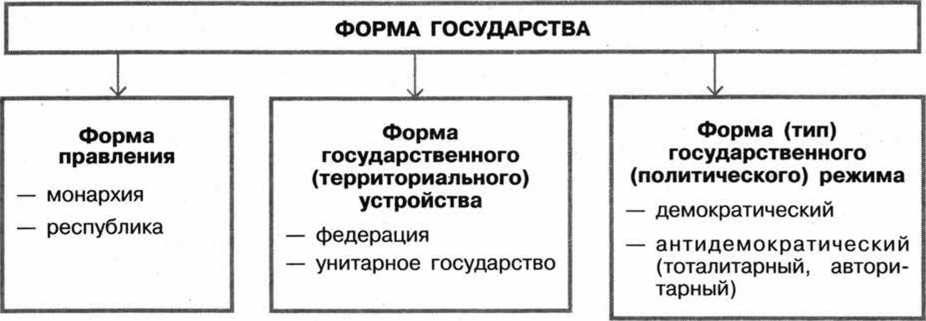 ФОРМА ГОСУДАРСТВА
Форма
правления
— монархия
— республика
Форма
государственного
(территориального)
устройства
— федерация
— унитарное государство
Форма (тип)
государственного
(политического) режима
— демократический
— антидемократический
(тоталитарный, автори-
тарный)